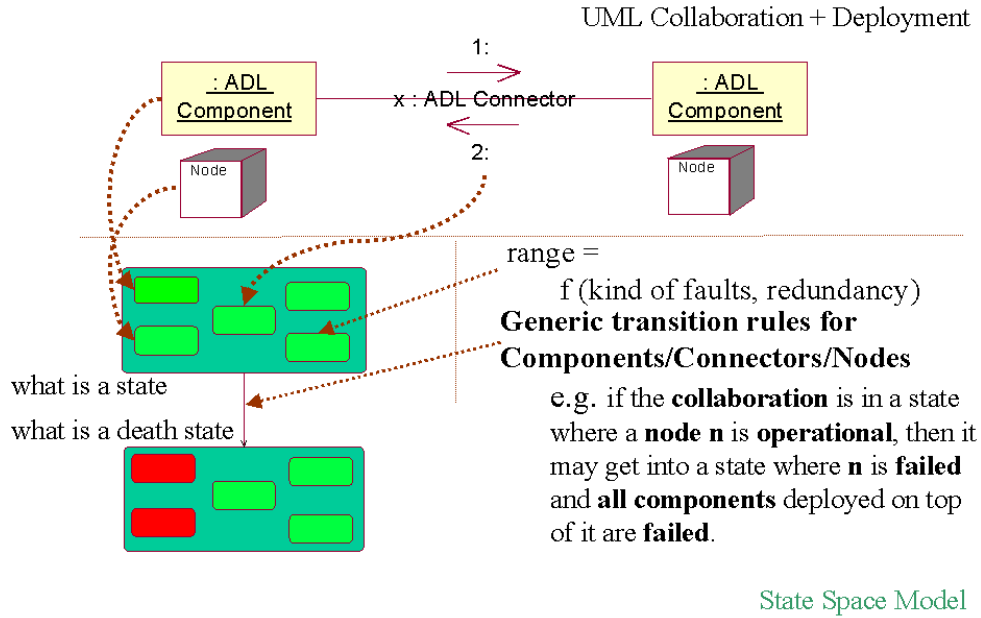 UML Collaboration + Deployment
1:
: ADL
Component
x : ADL Connector
: ADL
Component
2:
Node
Node
range =
f (kind of faults, redundancy)
Generic transition rules for
Components/Connectors/Nodes
what is a state
what is a death state
e.g. if the collaboration is in a state
where a node n is operational, then it
may get into a state where n is failed
and all components deployed on top
of it are failed.
State Space Model